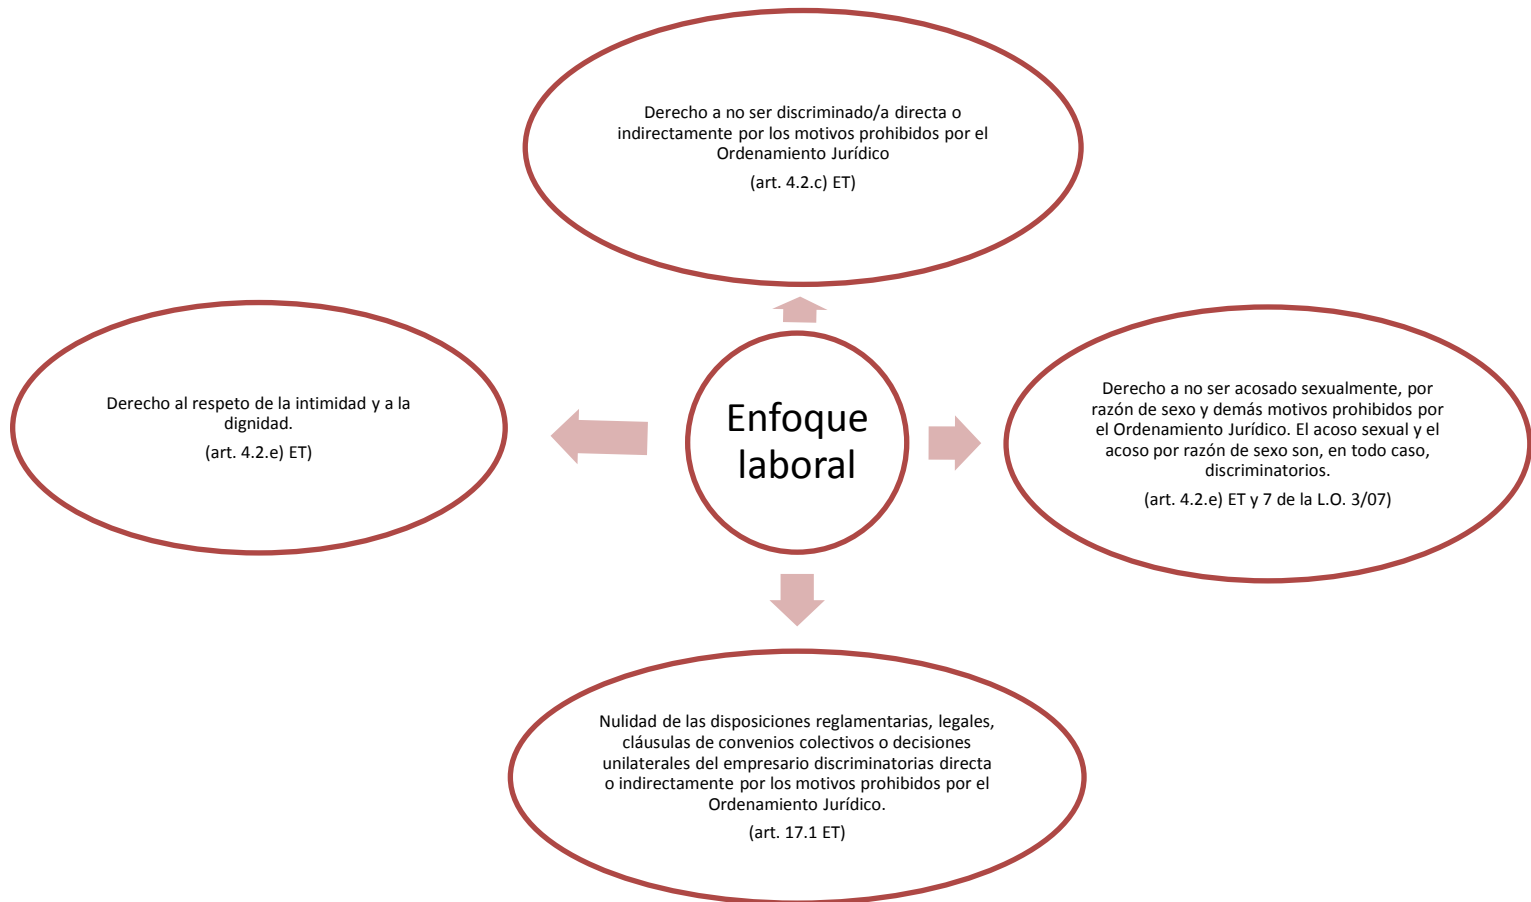 Derecho a no ser discriminado/a directa o
indirectamente por los motivos prohibidos por el
Ordenamiento Jurídico
(art. 4.2.c) ET)
Derecho al respeto de la intimidad y a la
dignidad.
(art. 4.2.e) ET)
Enfoque
laboral
Derecho a no ser acosado sexualmente, por
razón de sexo y demás motivos prohibidos por
el Ordenamiento Jurídico. El acoso sexual y el
acoso por razón de sexo son, en todo caso,
discriminatorios.
(art. 4.2.e) ET y 7 de la L.O. 3/07)
Nulidad de las disposiciones reglamentarias, legales,
cláusulas de convenios colectivos o decisiones
unilaterales del empresario discriminatorias directa
o indirectamente por los motivos prohibidos por el
Ordenamiento Jurídico.
(art. 17.1 ET)